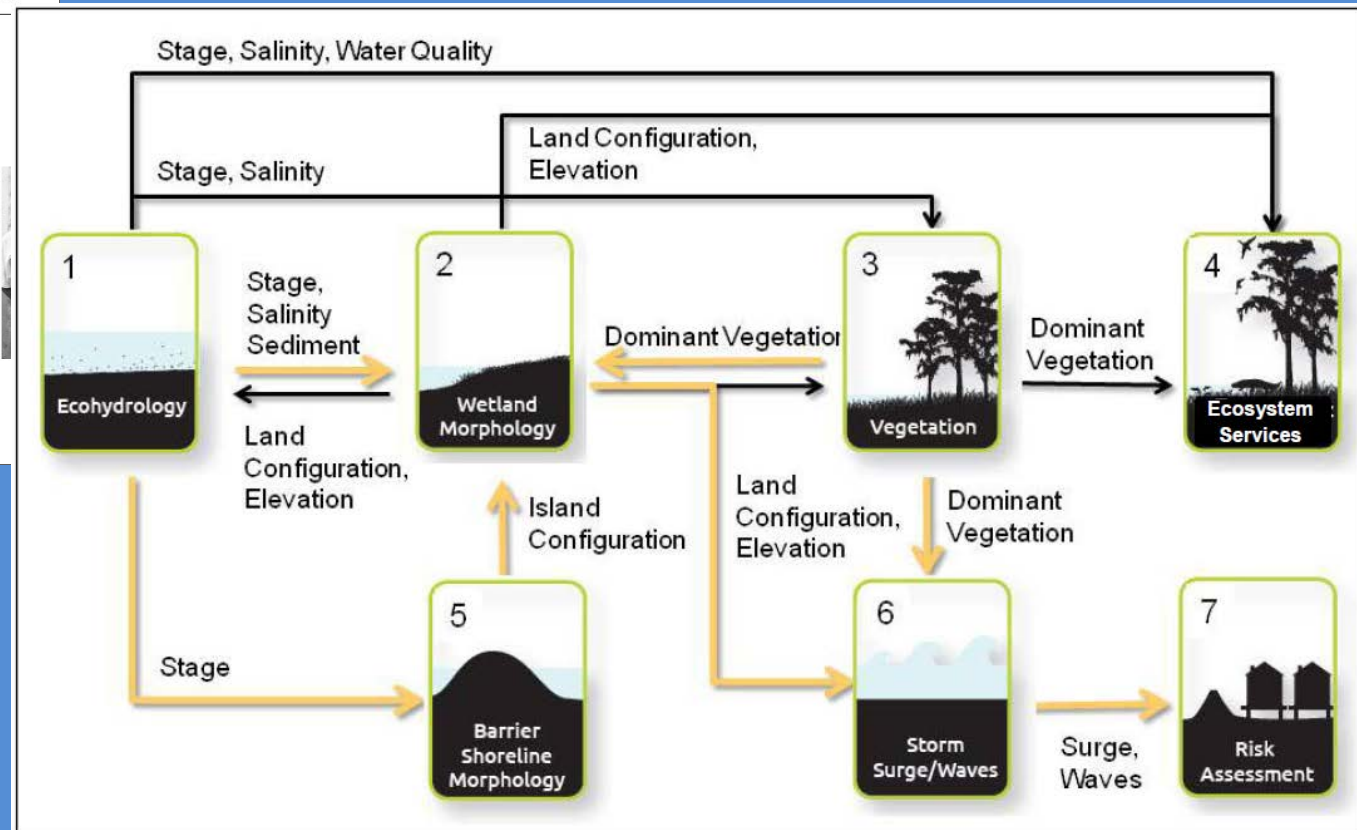 Stage, Salinity, Water Quality
Land Configuration,
Elevation
Stage, Salinity
1
Ecohydrology
Stage,
Salinity
Sediment
Land
Configuration,
Elevation
2
Wetland
Morphology
Dominant Vegetation
3
Vegetation
Dominant
Vegetation
4
Ecosystem
Services
Stage
Island
Configuration
5
Barrier
Shoreline
Morphology
Land
Configuration,
Elevation
Dominant
Vegetation
6
Storm
Surge/Waves
Surge,
Waves
7
Risk
Assessment